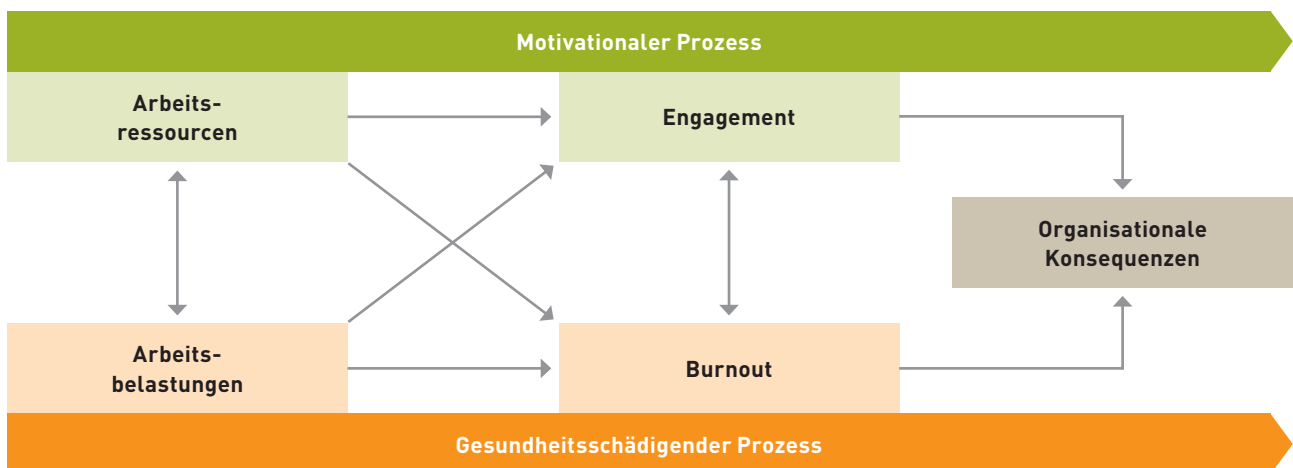 Motivationaler Prozess
Arbeits-
ressourcen
Engagement
Organisationale
Konsequenzen
Arbeits-
belastungen
Burnout
Gesundheitsschädigender Prozess